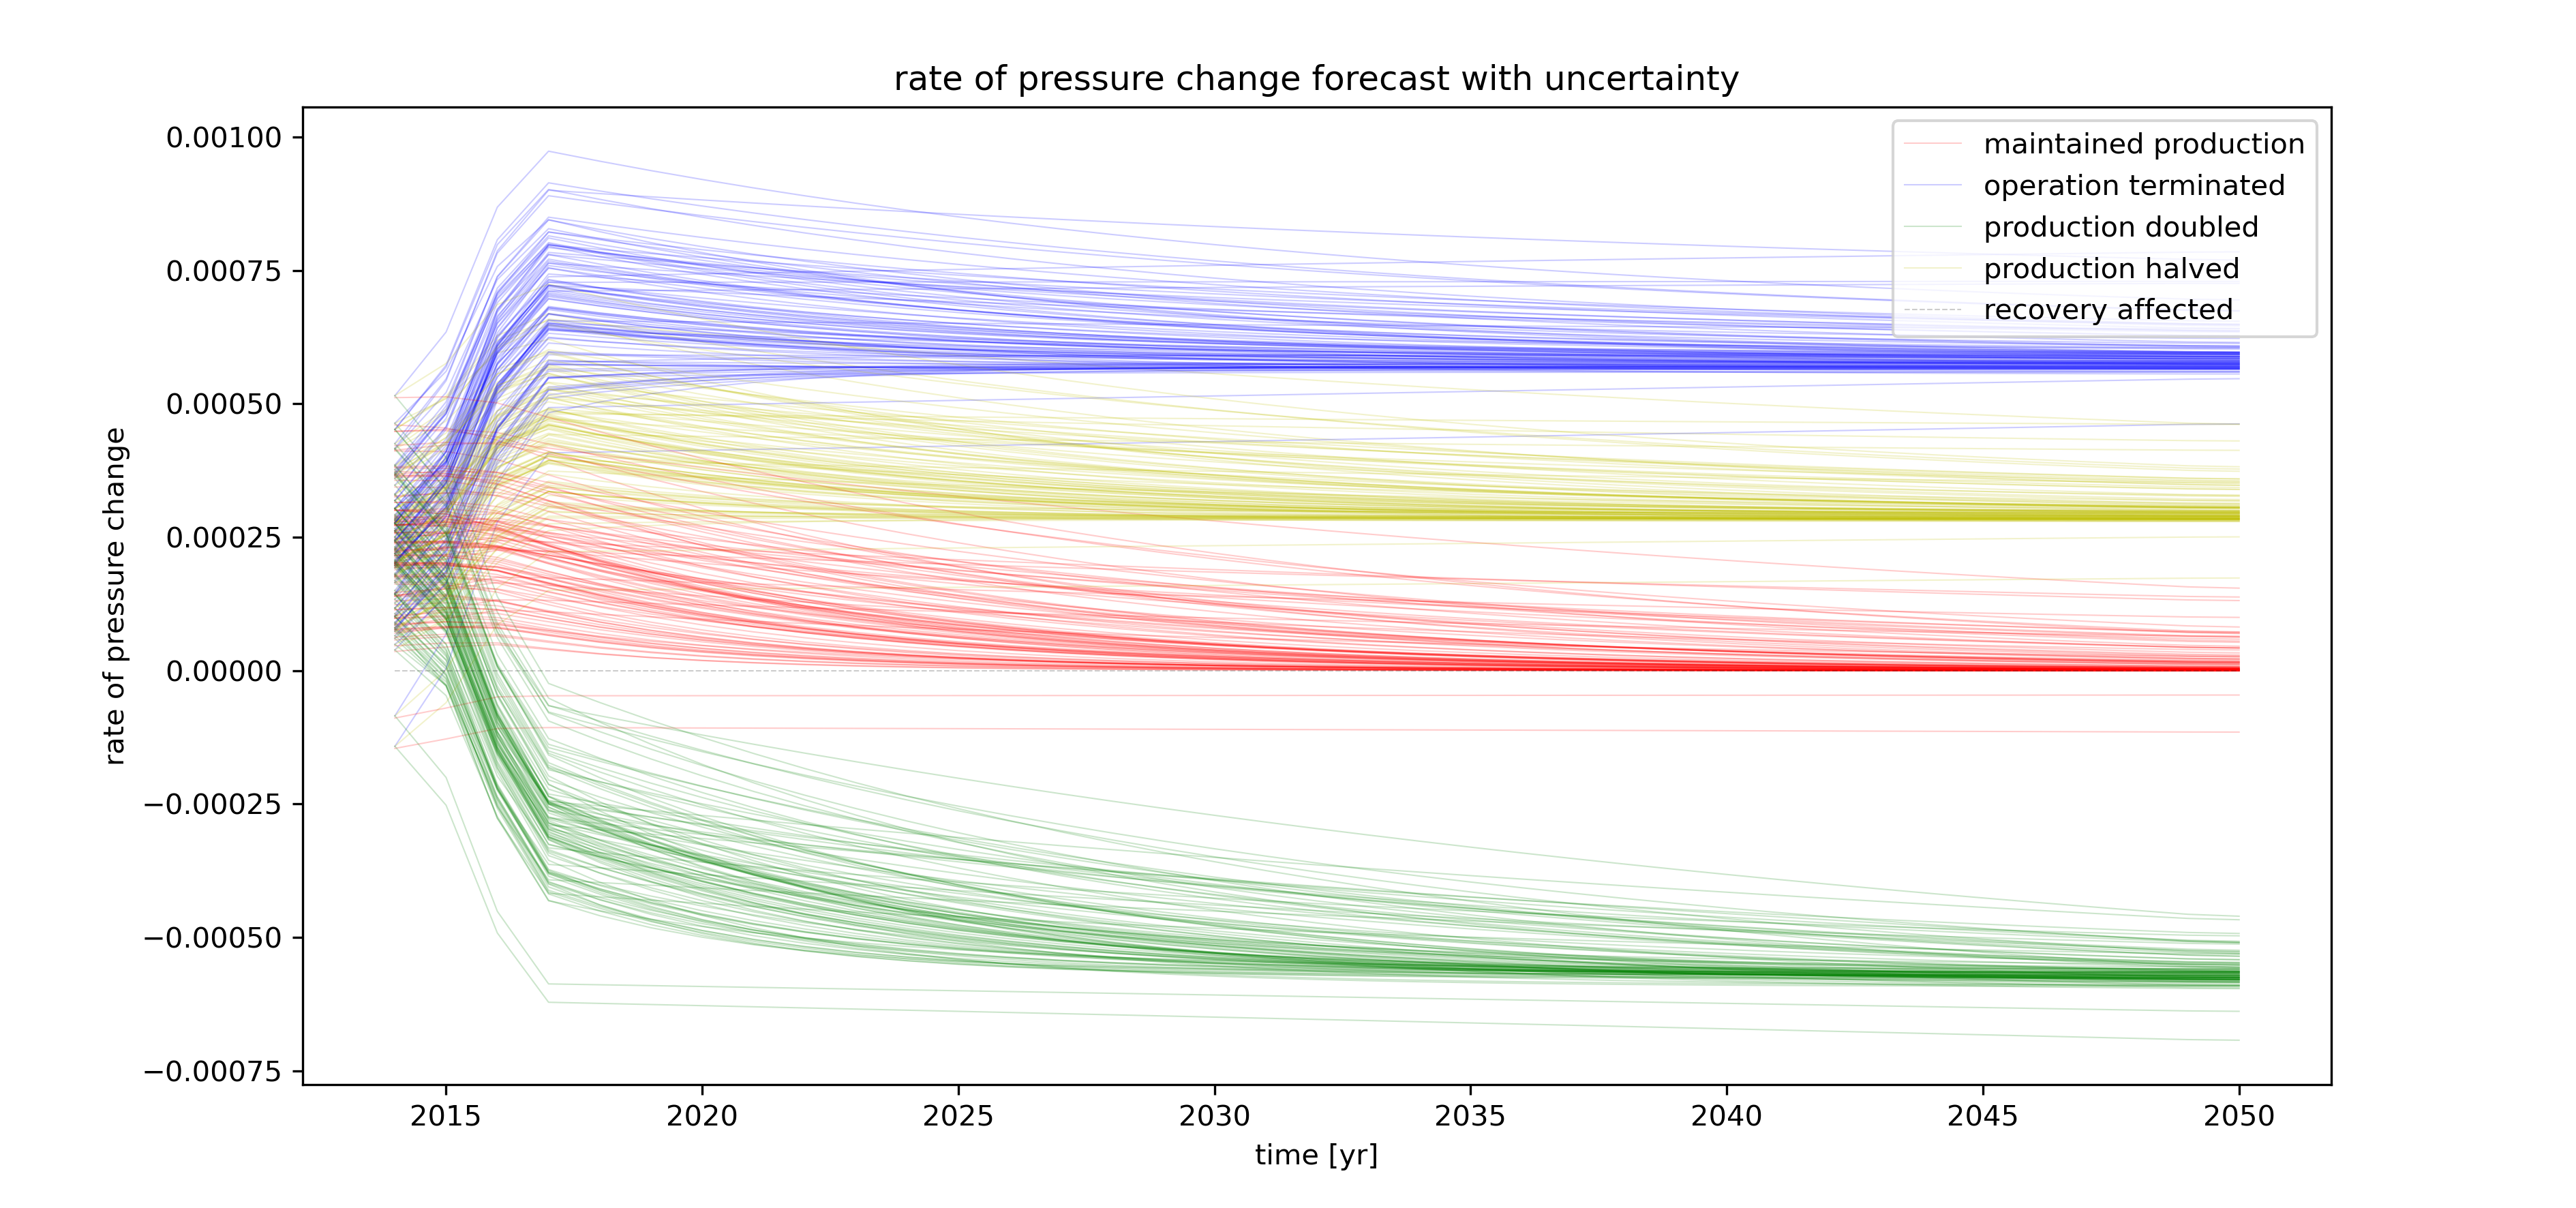 rate of pressure change forecast with uncertainty
0.00100
0.00075
0.00050
0.00025
0.00000
−0.00025
−0.00050
−0.00075
rate of pressure change
maintained production
operation terminated
production doubled
production halved
recovery affected
2015 2020 2025 2030 2035 2040 2045 2050
time [yr]